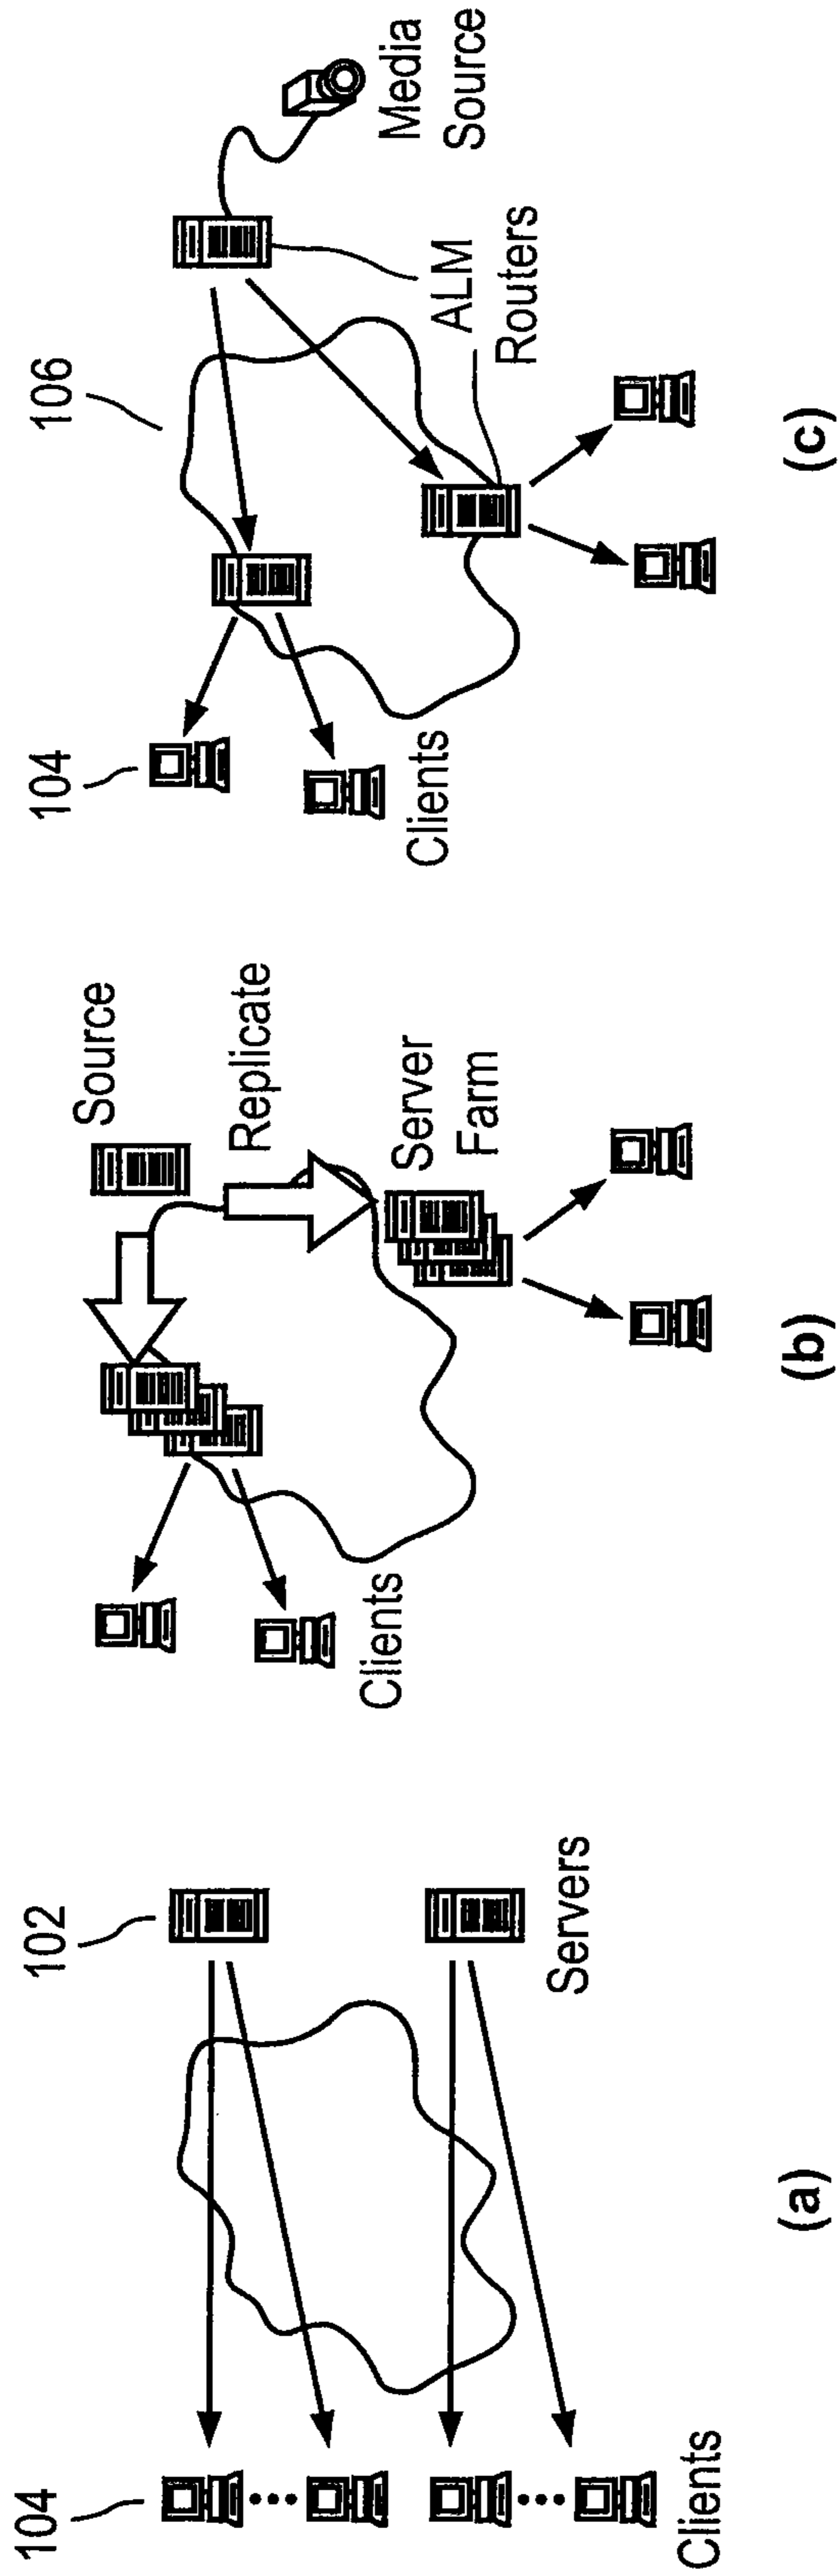 104
102
Clients
Servers
(a)
Source
Replicate
Server
Farm
Clients
(b)
106
104
Media
Source
ALM
Routers
Clients
(c)